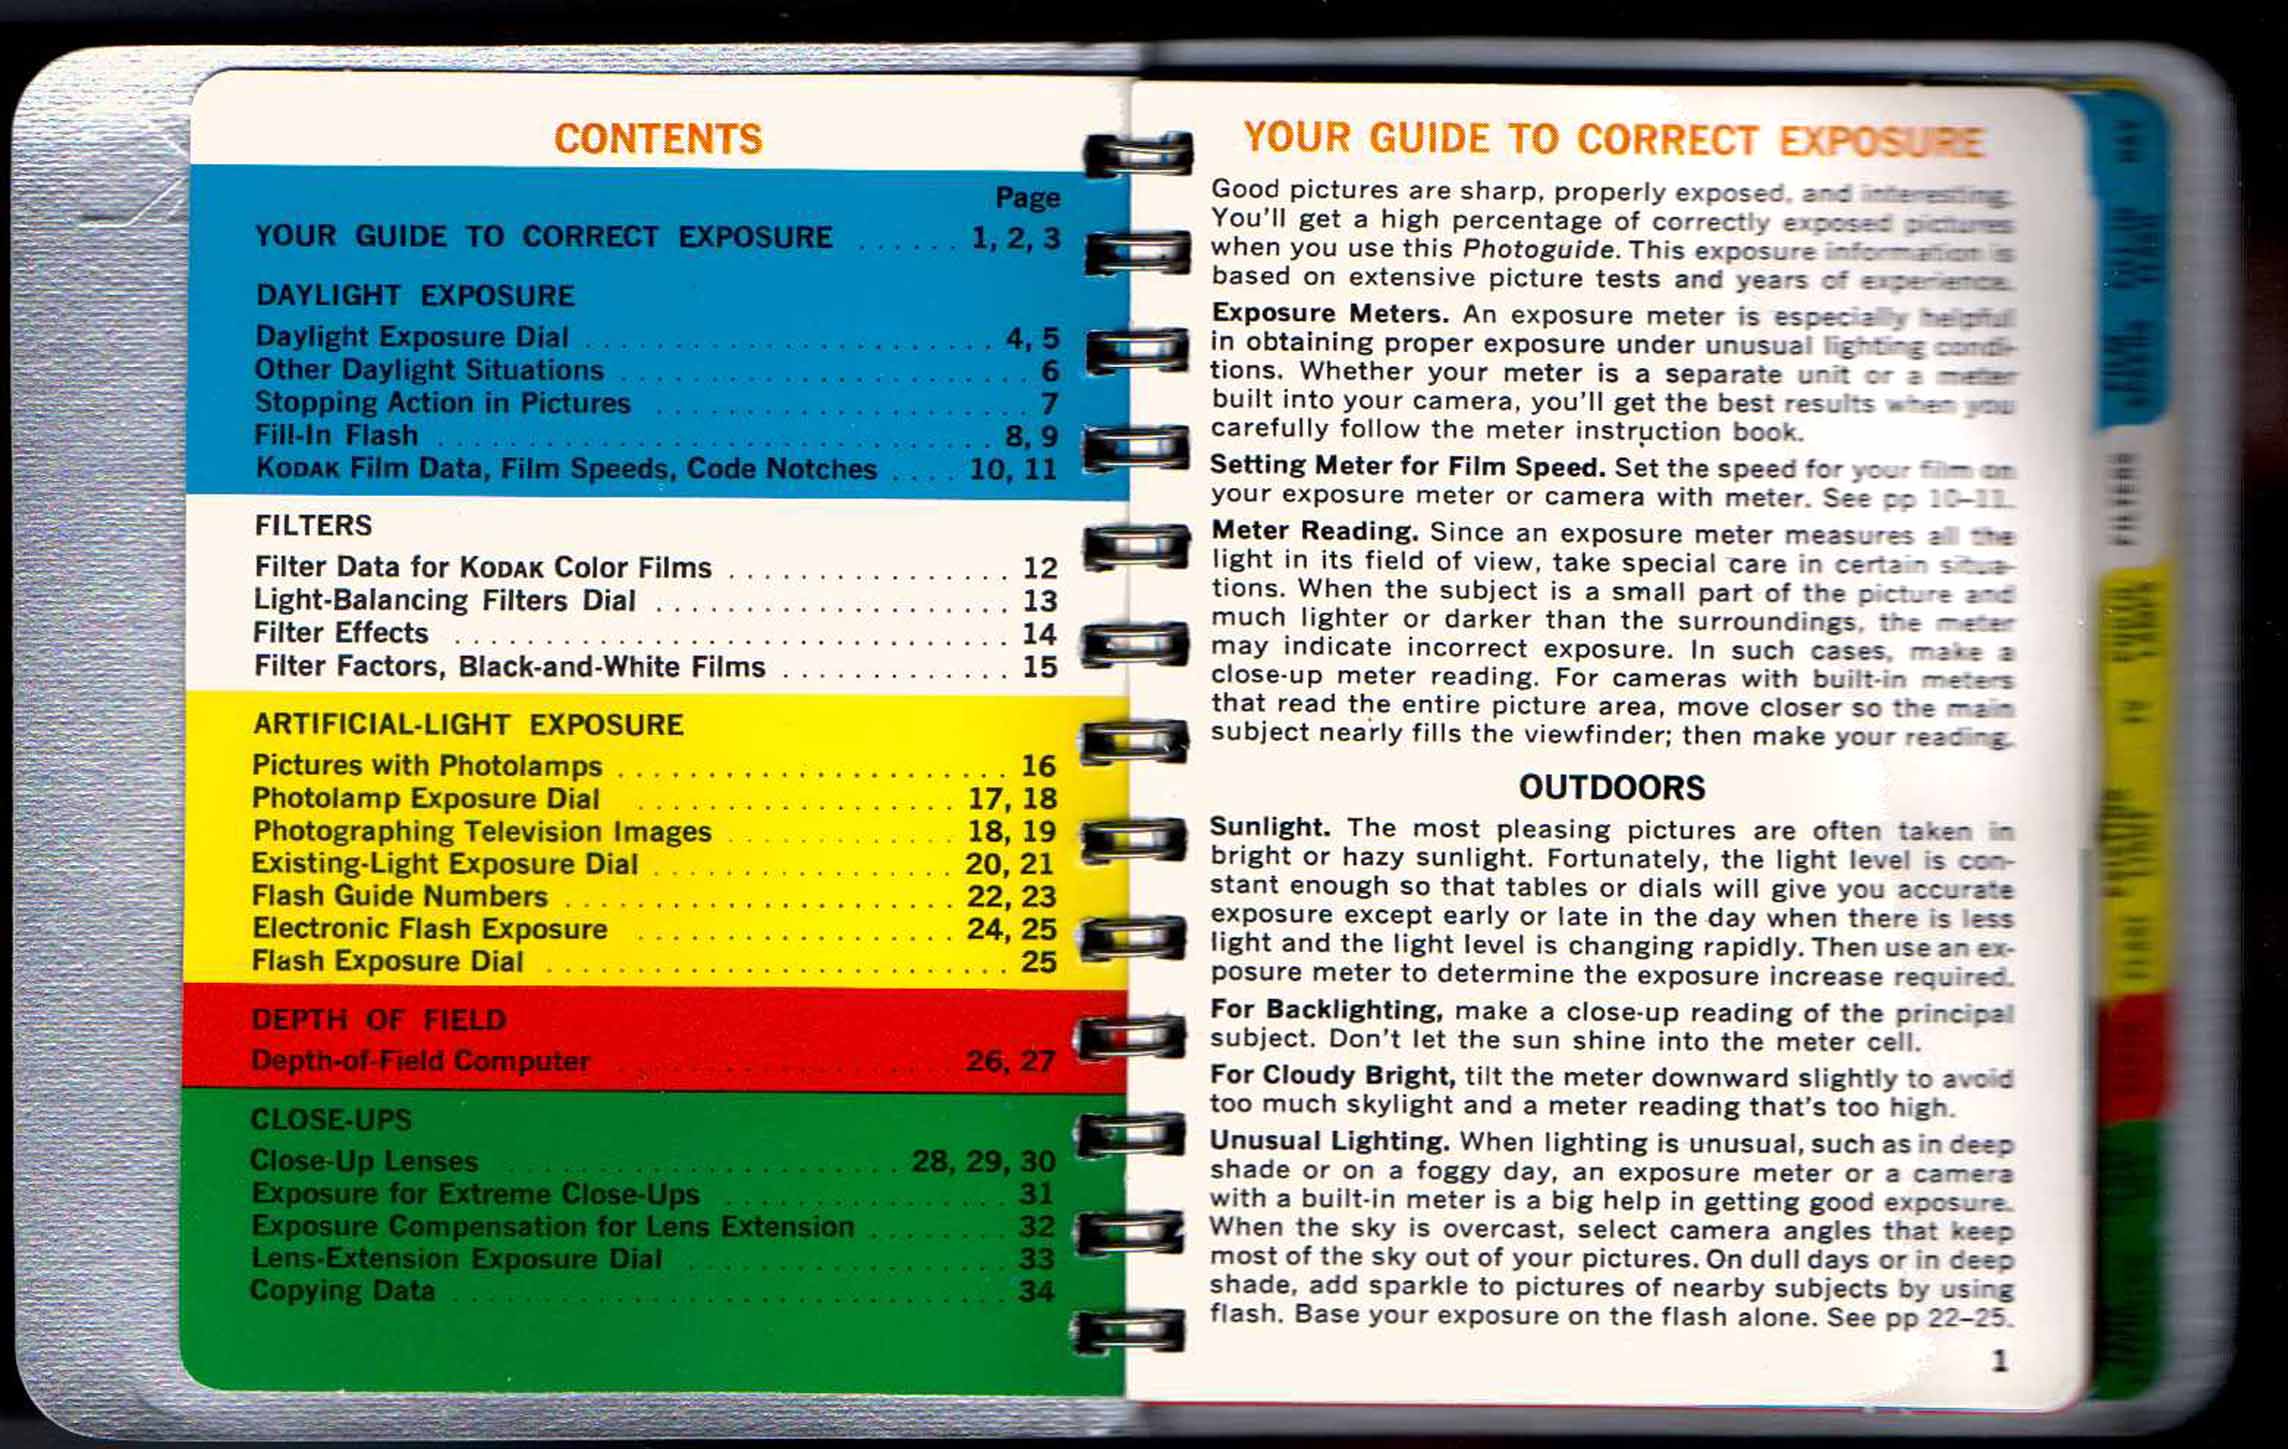 CONTENTS
Page
YOUR GUIDE TO CORRECT EXPOSURE ...... 1, 2, 3
DAYLIGHT EXPOSURE
Daylight Exposure Dial ........................ 4, 5
Other Daylight Situations ........................ 6
Stopping Action in Pictures ...................... 7
Fill-In Flash ............................... 8, 9
KODAK Film Data, Film Speeds, Code Notches .... 10, 11
FILTERS
Filter Data for KODAK Color Films ................. 12
Light-Balancing Filters Dial ..................... 13
Filter Effects ................................. 14
Filter Factors, Black-and-White Films ............. 15
ARTIFICIAL-LIGHT EXPOSURE
Pictures with Photolamps ....................... 16
Photolamp Exposure Dial .................. 17, 18
Photographing Television Images ............. 18, 19
Existing-Light Exposure Dial ................. 20, 21
Flash Guide Numbers ....................... 22, 23
Electronic Flash Exposure .................. 24, 25
Flash Exposure Dial ........................... 25
DEPTH OF FIELD
Depth-of-Field Computer .................... 26, 27
CLOSE-UPS
Close-Up Lenses ....................... 28, 29, 30
Exposure for Extreme Close-Ups ................. 31
Exposure Compensation for Lens Extension ........ 32
Lens-Extension Exposure Dial ................... 33
Copying Data ................................. 34
YOUR GUIDE TO CORRECT EXPOSURE
Good pictures are sharp, properly exposed, and interesting.
You'll get a high percentage of correctly exposed pictures
when you use this Photoguide. This exposure information is
based on extensive picture tests and years of experience.
Exposure Meters. An exposure meter is especially helpful
in obtaining proper exposure under unusual lighting condi-
tions. Whether your meter is a separate unit or a meter
built into your camera, you'll get the best results when you
carefully follow the meter instruction book.
Setting Meter for Film Speed. Set the speed for your film on
your exposure meter or camera with meter. See pp 10–11.
Meter Reading. Since an exposure meter measures all the
light in its field of view, take special care in certain situa-
tions. When the subject is a small part of the picture and
much lighter or darker than the surroundings, the meter
may indicate incorrect exposure. In such cases, make a
close-up meter reading. For cameras with built-in meters
that read the entire picture area, move closer so the main
subject nearly fills the viewfinder; then make your reading.
OUTDOORS
Sunlight. The most pleasing pictures are often taken in
bright or hazy sunlight. Fortunately, the light level is con-
stant enough so that tables or dials will give you accurate
exposure except early or late in the day when there is less
light and the light level is changing rapidly. Then use an ex-
posure meter to determine the exposure increase required.
For Backlighting, make a close-up reading of the principal
subject. Don't let the sun shine into the meter cell.
For Cloudy Bright, tilt the meter downward slightly to avoid
too much skylight and a meter reading that's too high.
Unusual Lighting. When lighting is unusual, such as in deep
shade or on a foggy day, an exposure meter or a camera
with a built-in meter is a big help in getting good exposure.
When the sky is overcast, select camera angles that keep
most of the sky out of your pictures. On dull days or in deep
shade, add sparkle to pictures of nearby subjects by using
flash. Base your exposure on the flash alone. See pp 22–25.
1
FILTERS